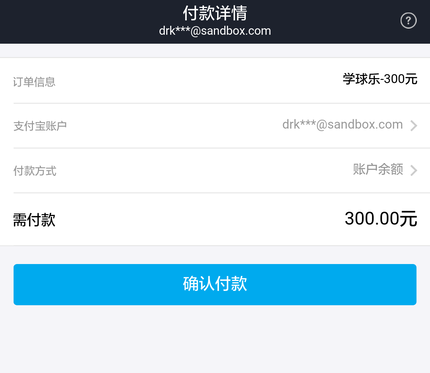 付款详情
drk***@sandbox.com
?
订单信息 学球乐-300元
支付宝账户 drk***@sandbox.com
付款方式 账户余额
需付款 300.00元
确认付款